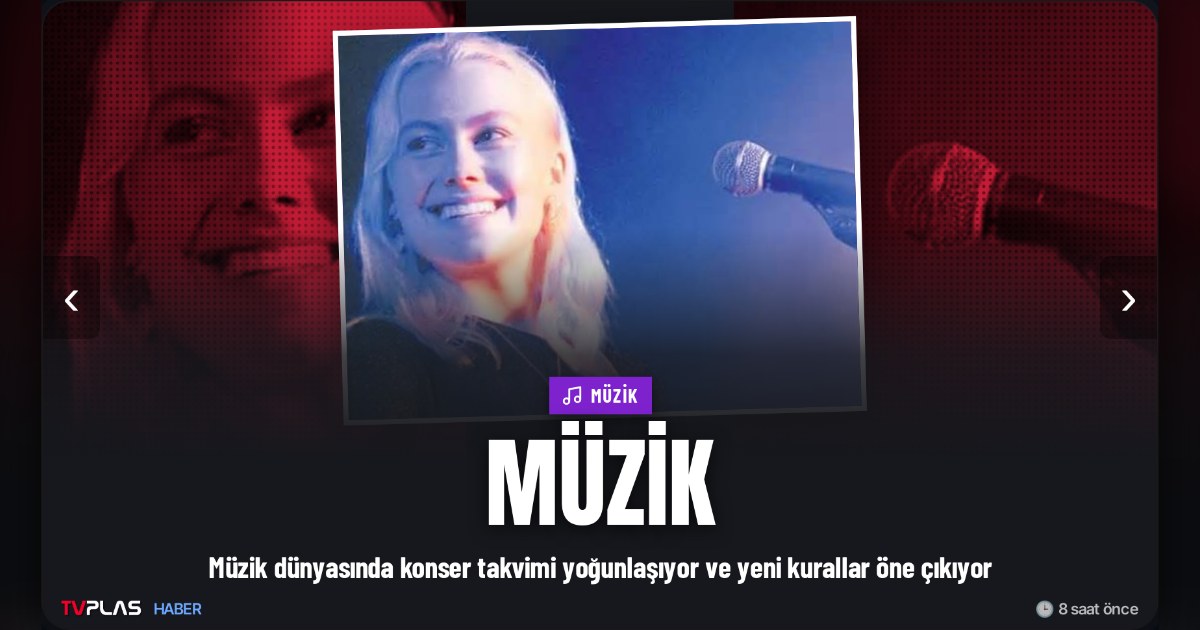 MÜZİK
MÜZİK
Müzik dünyasında konser takvimi yoğunlaşıyor ve yeni kurallar öne çıkıyor
TVPLAS HABER
8 saat önce